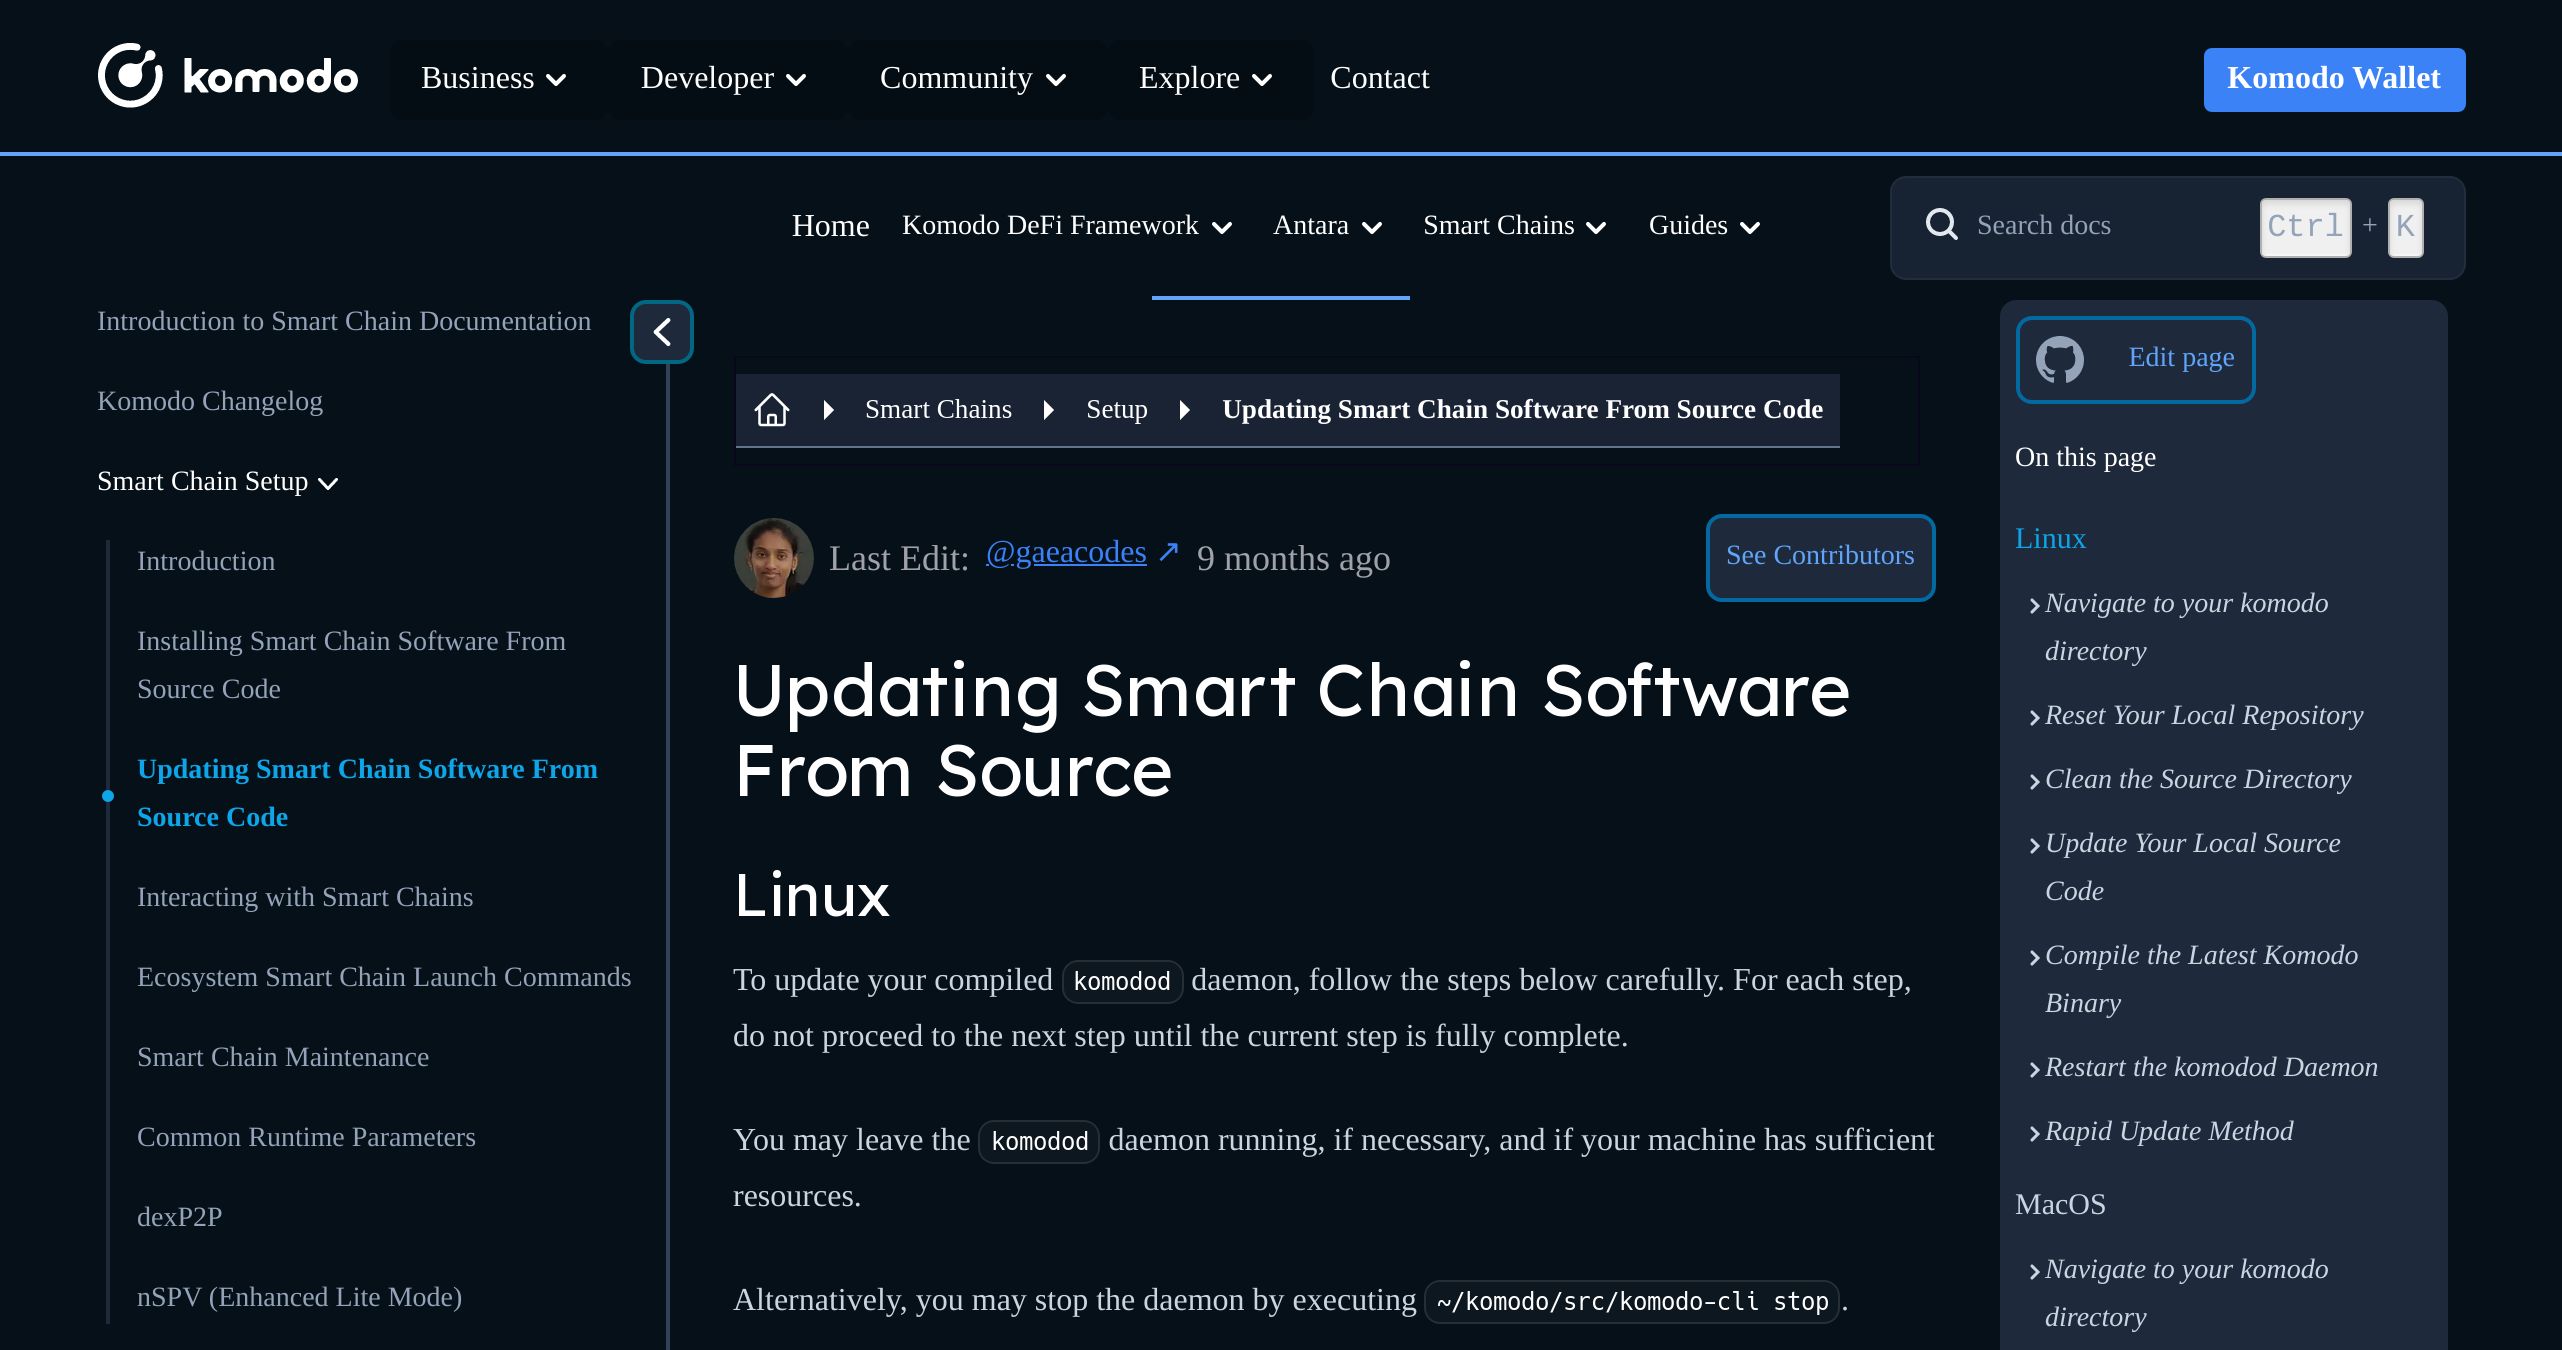 komodo
Business
Developer
Community
Explore
Contact
Komodo Wallet
Home
Komodo DeFi Framework
Antara
Smart Chains
Guides
Search docs
Ctrl + K
Introduction to Smart Chain Documentation
Komodo Changelog
Smart Chain Setup
Introduction
Installing Smart Chain Software From
Source Code
Updating Smart Chain Software From
Source Code
Interacting with Smart Chains
Ecosystem Smart Chain Launch Commands
Smart Chain Maintenance
Common Runtime Parameters
dexP2P
nSPV (Enhanced Lite Mode)
Smart Chains
Setup
Updating Smart Chain Software From Source Code
Last Edit: @gaeacodes ↗ 9 months ago
See Contributors
Updating Smart Chain Software
From Source
Linux
To update your compiled komodod daemon, follow the steps below carefully. For each step,
do not proceed to the next step until the current step is fully complete.
You may leave the komodod daemon running, if necessary, and if your machine has sufficient
resources.
Alternatively, you may stop the daemon by executing ~/komodo/src/komodo-cli stop.
Edit page
On this page
Linux
Navigate to your komodo
directory
Reset Your Local Repository
Clean the Source Directory
Update Your Local Source
Code
Compile the Latest Komodo
Binary
Restart the komodod Daemon
Rapid Update Method
MacOS
Navigate to your komodo
directory